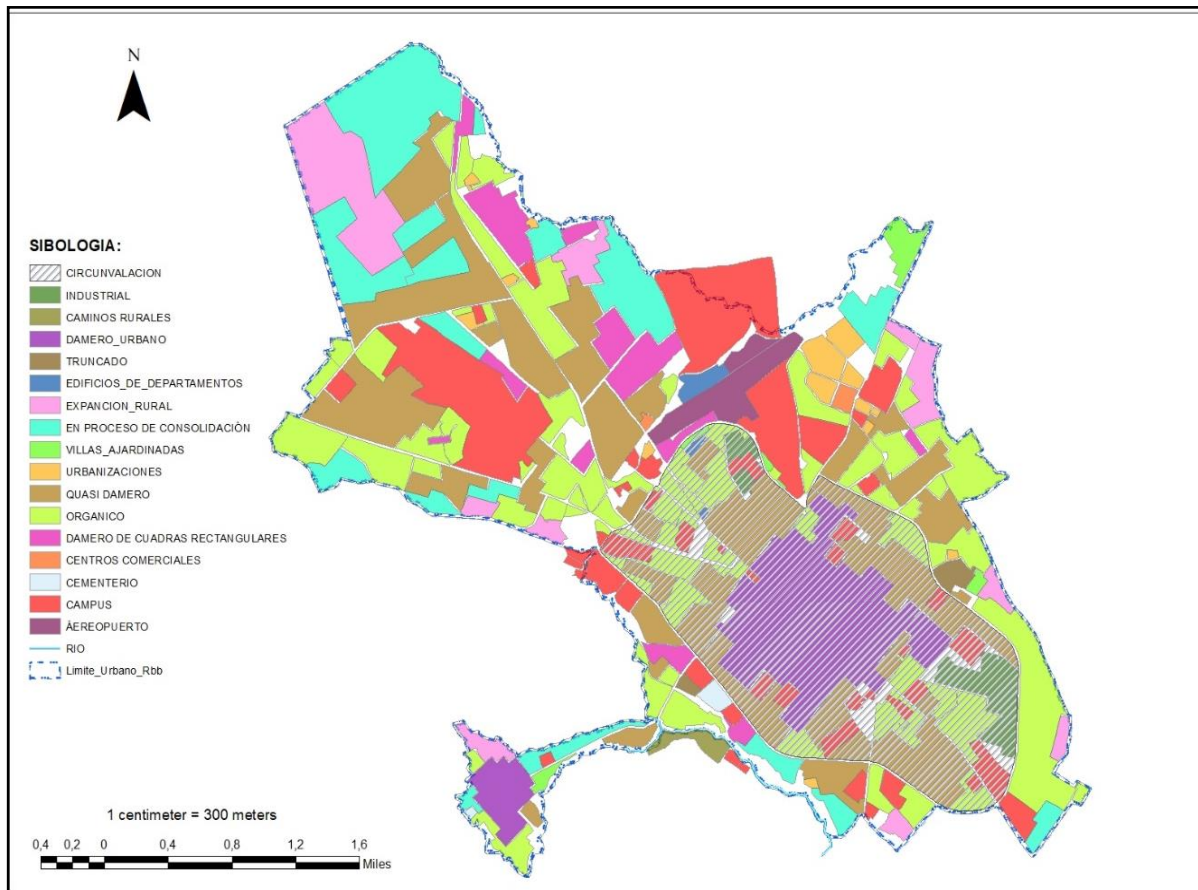 N
SIBOLOGIA:
CIRCUNVALACION
INDUSTRIAL
CAMINOS RURALES
DAMERO_URBANO
TRUNCADO
EDIFICIOS_DE_DEPARTAMENTOS
EXPANCION_RURAL
EN PROCESO DE CONSOLIDACIÓN
VILLAS_AJARDINADAS
URBANIZACIONES
QUASI DAMERO
ORGANICO
DAMERO DE CUADRAS RECTANGULARES
CENTROS COMERCIALES
CEMENTERIO
CAMPUS
ÀEREOPUERTO
RIO
Limite_Urbano_Rbb
1 centimeter = 300 meters
0,4 0,2 0 0,4 0,8 1,2 1,6
Miles